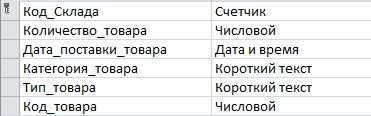 Код_Склада Счетчик
Количество_товара Числовой
Дата_поставки_товара Дата и время
Категория_товара Короткий текст
Тип_товара Короткий текст
Код_товара Числовой